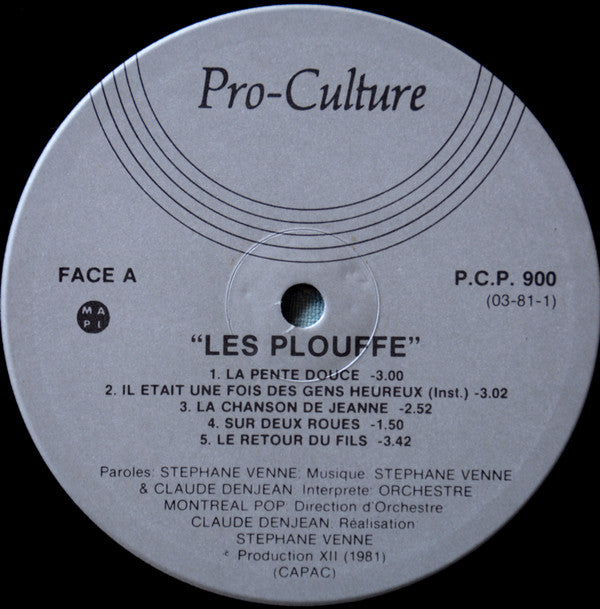 Pro-Culture
FACE A
P.C.P. 900
(03-81-1)
M A
P L
"LES PLOUFFE"
1. LA PENTE DOUCE -3.00
2. IL ETAIT UNE FOIS DES GENS HEUREUX (Inst.) -3.02
3. LA CHANSON DE JEANNE -2.52
4. SUR DEUX ROUES -1.50
5. LE RETOUR DU FILS -3.42
Paroles: STEPHANE VENNE: Musique: STEPHANE VENNE
& CLAUDE DENJEAN: Interprete: ORCHESTRE
MONTREAL POP: Direction d'Orchestre
CLAUDE DENJEAN: Réalisation:
STEPHANE VENNE
c Production XII (1981)
(CAPAC)